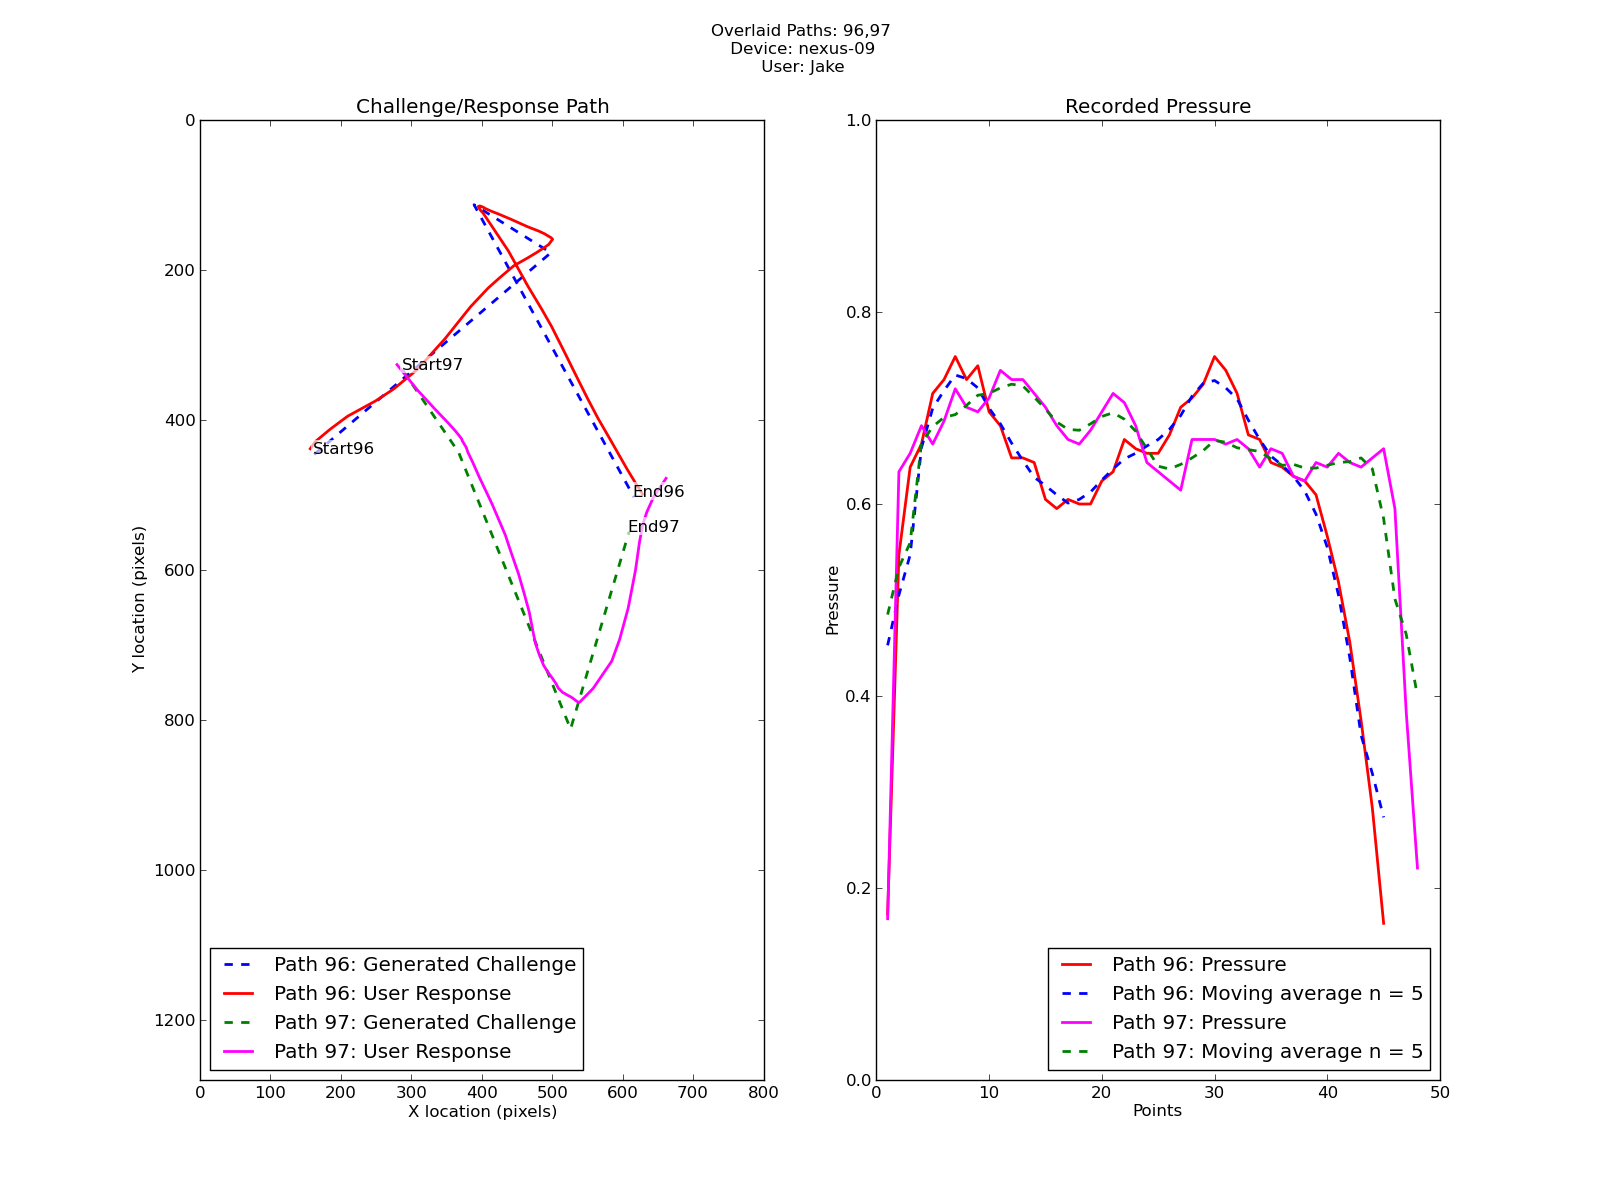 Overlaid Paths: 96,97
Device: nexus-09
User: Jake
Challenge/Response Path
0
200
400
600
800
1000
1200
Y location (pixels)
Start97
Start96
End96
End97
Path 96: Generated Challenge
Path 96: User Response
Path 97: Generated Challenge
Path 97: User Response
0 100 200 300 400 500 600 700 800
X location (pixels)
Recorded Pressure
1.0
0.8
0.6
0.4
0.2
0.0
Pressure
Path 96: Pressure
Path 96: Moving average n = 5
Path 97: Pressure
Path 97: Moving average n = 5
0 10 20 30 40 50
Points